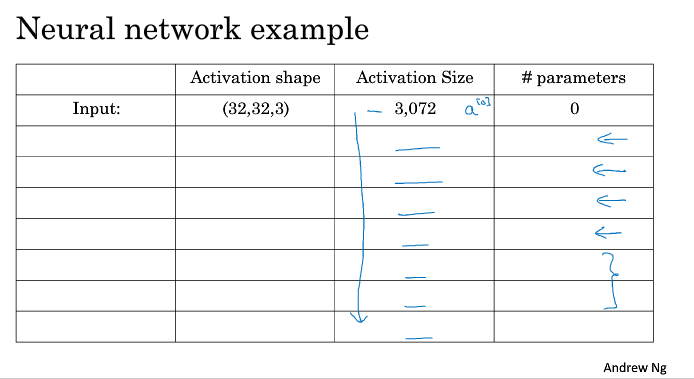 Neural network example
Activation shape Activation Size # parameters
Input: (32,32,3) 3,072 a[0] 0
Andrew Ng